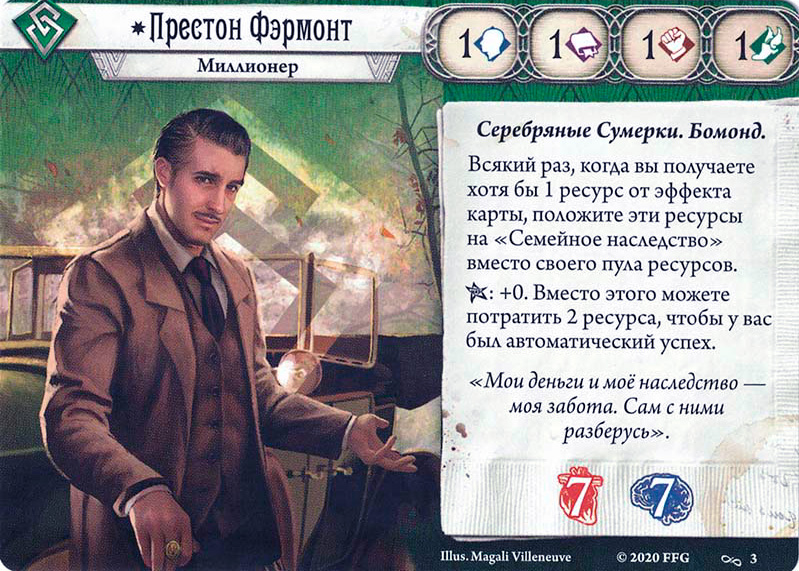 Престон Фэрмонт
Миллионер
1 1 1 1
Серебряные Сумерки. Бомонд.
Всякий раз, когда вы получаете
хотя бы 1 ресурс от эффекта
карты, положите эти ресурсы
на «Семейное наследство»
вместо своего пула ресурсов.
: +0. Вместо этого можете
потратить 2 ресурса, чтобы у вас
был автоматический успех.
«Мои деньги и моё наследство —
моя забота. Сам с ними
разберусь».
7 7
Illus. Magali Villeneuve © 2020 FFG 3